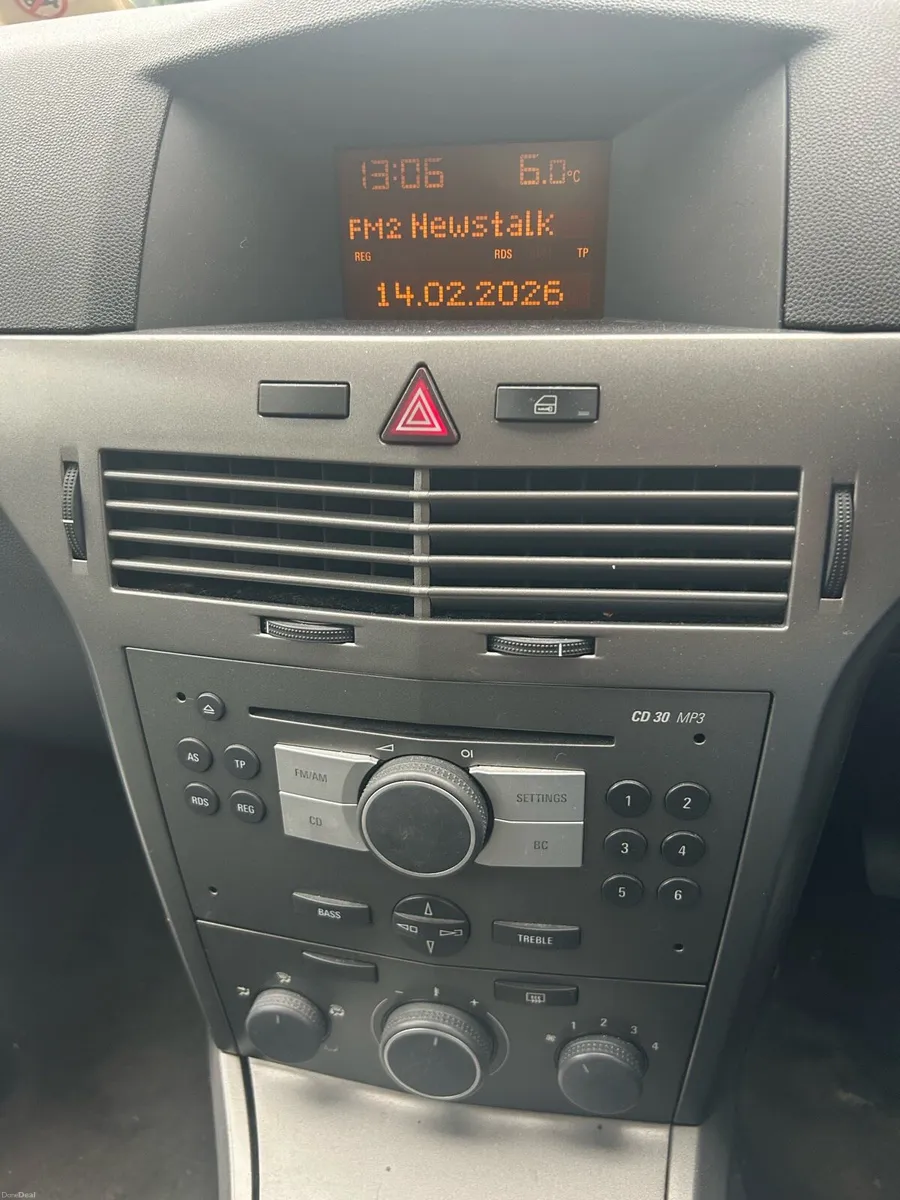 13:06 6.0°C
FM2 Newstalk
REG RDS TP
14.02.2026
CD 30 MP3
AS TP
RDS REG
FM/AM
CD
SETTINGS
BC
1 2
3 4
5 6
BASS
TREBLE
- +
1 2 3 4
DoneDeal